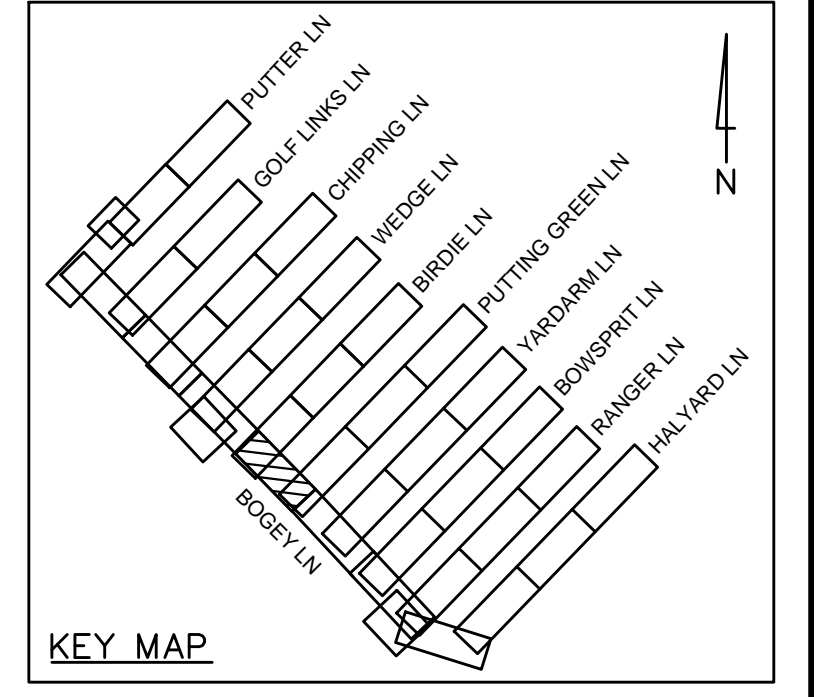 PUTTER LN
GOLF LINKS LN
CHIPPING LN
WEDGE LN
BIRDIE LN
PUTTING GREEN LN
YARDARM LN
BOWSPRIT LN
RANGER LN
HALYARD LN
BOGEY LN
N
KEY MAP